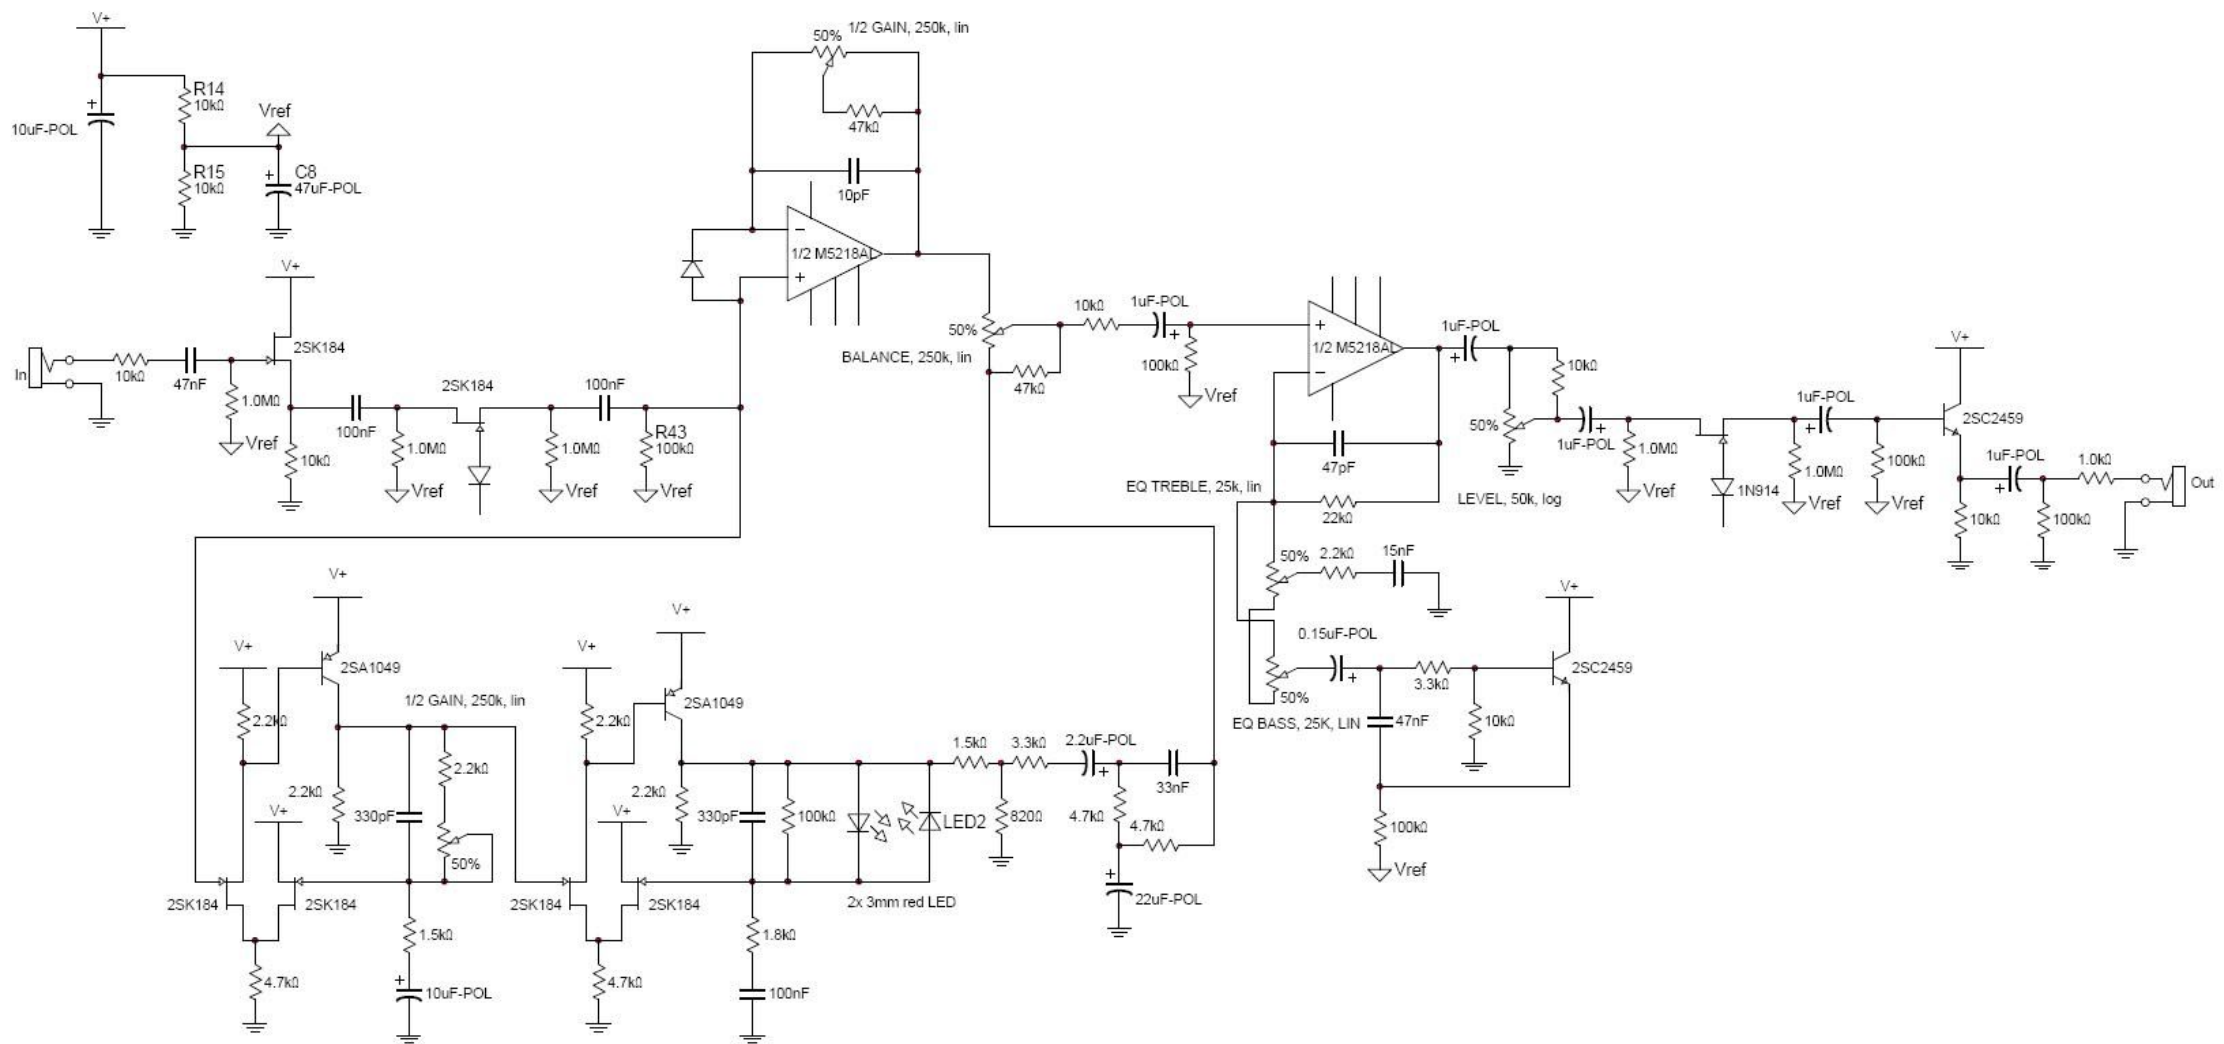 V+
R14
10kΩ
10uF-POL
Vref
R15
10kΩ
C8
47uF-POL
50%
1/2 GAIN, 250k, lin
47kΩ
10pF
1/2 M5218AL
V+
2SK184
In
10kΩ
47nF
1.0MΩ
Vref
10kΩ
100nF
2SK184
1.0MΩ
Vref
100nF
1.0MΩ
Vref
R43
100kΩ
Vref
50%
BALANCE, 250k, lin
47kΩ
10kΩ
1uF-POL
100kΩ
Vref
1/2 M5218AL
47pF
22kΩ
EQ TREBLE, 25k, lin
1uF-POL
10kΩ
50%
LEVEL, 50k, log
1uF-POL
1.0MΩ
Vref
1N914
1.0MΩ
Vref
1uF-POL
100kΩ
Vref
V+
2SC2459
10kΩ
1uF-POL
100kΩ
1.0kΩ
Out
50%
2.2kΩ
15nF
0.15uF-POL
50%
EQ BASS, 25K, LIN
47nF
3.3kΩ
10kΩ
V+
2SC2459
100kΩ
Vref
V+
V+
2SA1049
2.2kΩ
1/2 GAIN, 250k, lin
2.2kΩ
330pF
2.2kΩ
50%
V+
2SK184
2SK184
4.7kΩ
1.5kΩ
10uF-POL
V+
V+
2SA1049
2.2kΩ
2.2kΩ
330pF
100kΩ
LED2
V+
2SK184
2SK184
2x 3mm red LED
4.7kΩ
1.8kΩ
100nF
1.5kΩ
3.3kΩ
2.2uF-POL
820Ω
33nF
4.7kΩ
4.7kΩ
22uF-POL